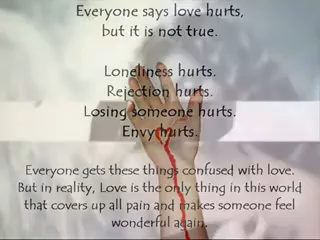 Everyone says love hurts,
but it is not true.
Loneliness hurts.
Rejection hurts.
Losing someone hurts.
Envy hurts.
Everyone gets these things confused with love.
But in reality, Love is the only thing in this world
that covers up all pain and makes someone feel
wonderful again.